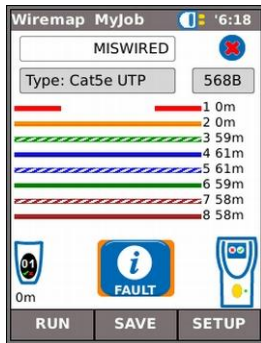 Wiremap MyJob '6:18
MISWIRED
Type: Cat5e UTP 568B
1 0m
2 0m
3 59m
4 61m
5 61m
6 59m
7 58m
8 58m
01
i
0m
FAULT
RUN SAVE SETUP